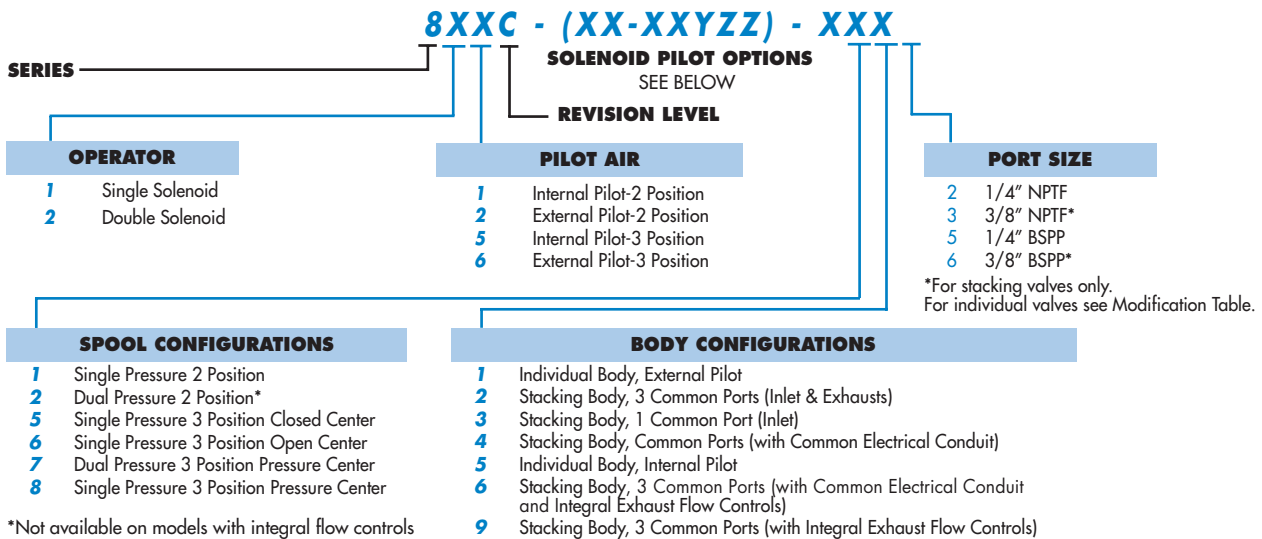 8XXC - (XX-XXYZZ) - XXX
SERIES
SOLENOID PILOT OPTIONS
SEE BELOW
REVISION LEVEL
OPERATOR
1 Single Solenoid
2 Double Solenoid
PILOT AIR
1 Internal Pilot-2 Position
2 External Pilot-2 Position
5 Internal Pilot-3 Position
6 External Pilot-3 Position
PORT SIZE
2 1/4" NPTF
3 3/8" NPTF*
5 1/4" BSPP
6 3/8" BSPP*
*For stacking valves only.
For individual valves see Modification Table.
SPOOL CONFIGURATIONS
1 Single Pressure 2 Position
2 Dual Pressure 2 Position*
5 Single Pressure 3 Position Closed Center
6 Single Pressure 3 Position Open Center
7 Dual Pressure 3 Position Pressure Center
8 Single Pressure 3 Position Pressure Center
*Not available on models with integral flow controls
BODY CONFIGURATIONS
1 Individual Body, External Pilot
2 Stacking Body, 3 Common Ports (Inlet & Exhausts)
3 Stacking Body, 1 Common Port (Inlet)
4 Stacking Body, Common Ports (with Common Electrical Conduit)
5 Individual Body, Internal Pilot
6 Stacking Body, 3 Common Ports (with Common Electrical Conduit
and Integral Exhaust Flow Controls)
9 Stacking Body, 3 Common Ports (with Integral Exhaust Flow Controls)